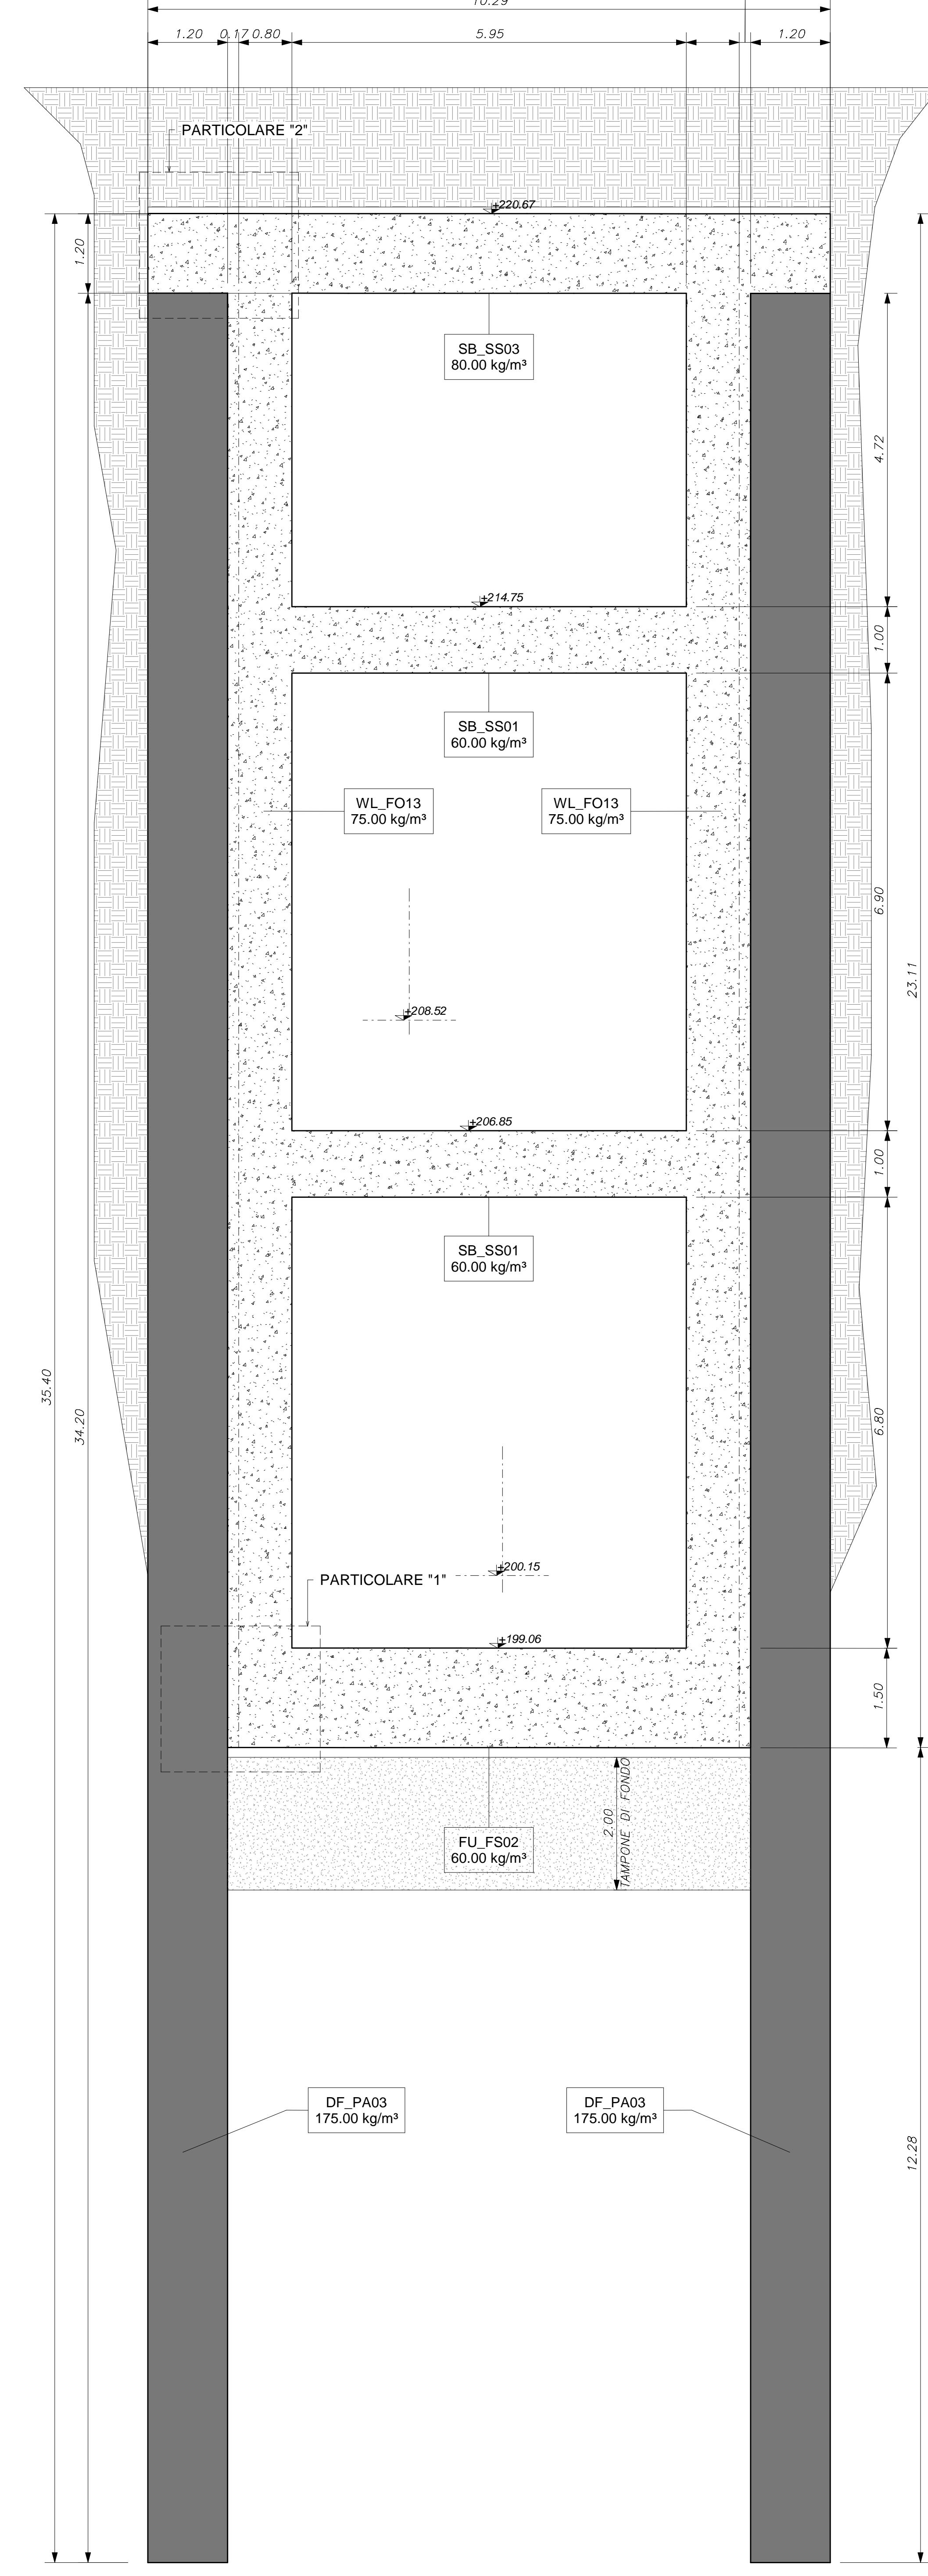 10.29
1.20 0.17 0.80 5.95 1.20
PARTICOLARE "2"
+220.67
1.20
SB_SS03
80.00 kg/m³
4.72
+214.75
1.00
SB_SS01
60.00 kg/m³
WL_FO13
75.00 kg/m³
WL_FO13
75.00 kg/m³
6.90
23.11
+208.52
+206.85
1.00
SB_SS01
60.00 kg/m³
35.40
34.20
6.80
+200.15
PARTICOLARE "1"
+199.06
1.50
2.00
TAMPONE DI FONDO
FU_FS02
60.00 kg/m³
DF_PA03
175.00 kg/m³
DF_PA03
175.00 kg/m³
12.28